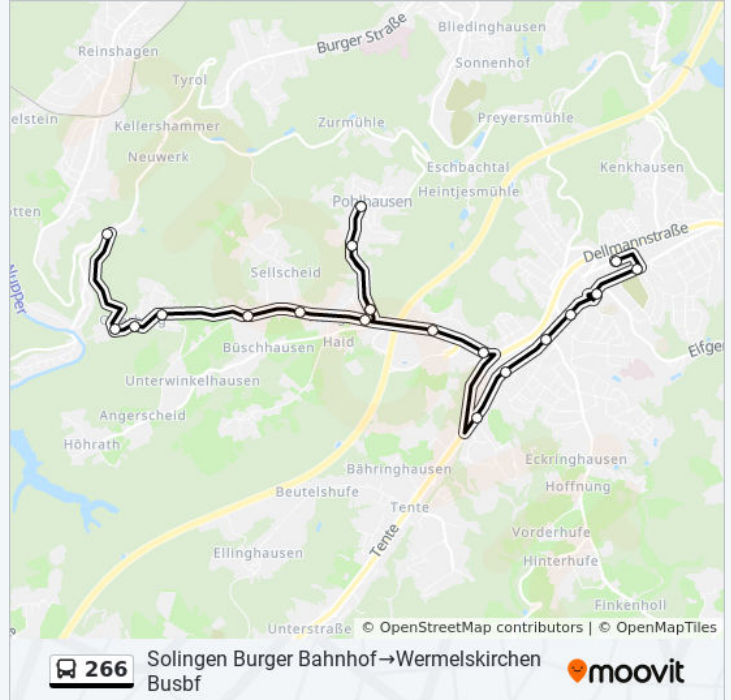 Bliedinghausen
Burger Straße
Reinshagen
Sonnenhof
Tyrol
elstein
Kellershammer
Zurmühle
Preyersmühle
Neuwerk
Eschbachtal
Kenkhausen
Heintjesmühle
Pohlhausen
otten
Dellmannstraße
Sellscheid
Wupper
Büschhausen
Haid
Elfge
Unterwinkelhausen
Angerscheid
Höhrath
Eckringhausen
Bähringhausen
Hoffnung
Beutelshufe
Tente
Tente
Vorderhufe
Ellinghausen
Hinterhufe
Finkenholl
Unterstraße
© OpenStreetMap contributors | © OpenMapTiles
266
Solingen Burger Bahnhof→Wermelskirchen
Busbf
moovit